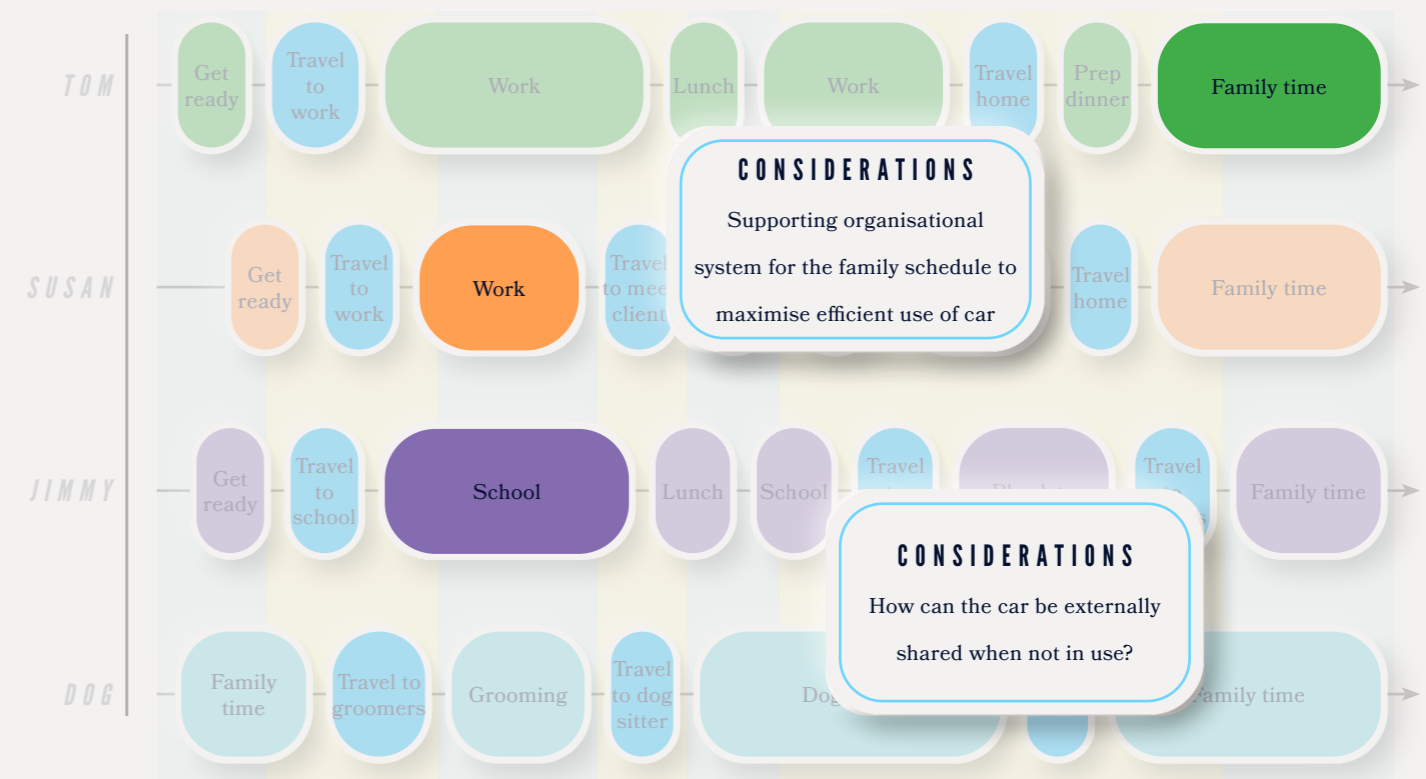 TOM
Get
ready
Travel
to
work
Work
Lunch
Work
Travel
home
Prep
dinner
Family time
CONSIDERATIONS
Supporting organisational
system for the family schedule to
maximise efficient use of car
SUSAN
Get
ready
Travel
to
work
Work
Travel
to
client
Travel
home
Family time
JIMMY
Get
ready
Travel
to
school
School
Lunch
School
Travel
Travel
to
Family time
CONSIDERATIONS
How can the car be externally
shared when not in use?
DOG
Family
time
Travel to
groomers
Grooming
Travel
to dog
sitter
Dog
Family time